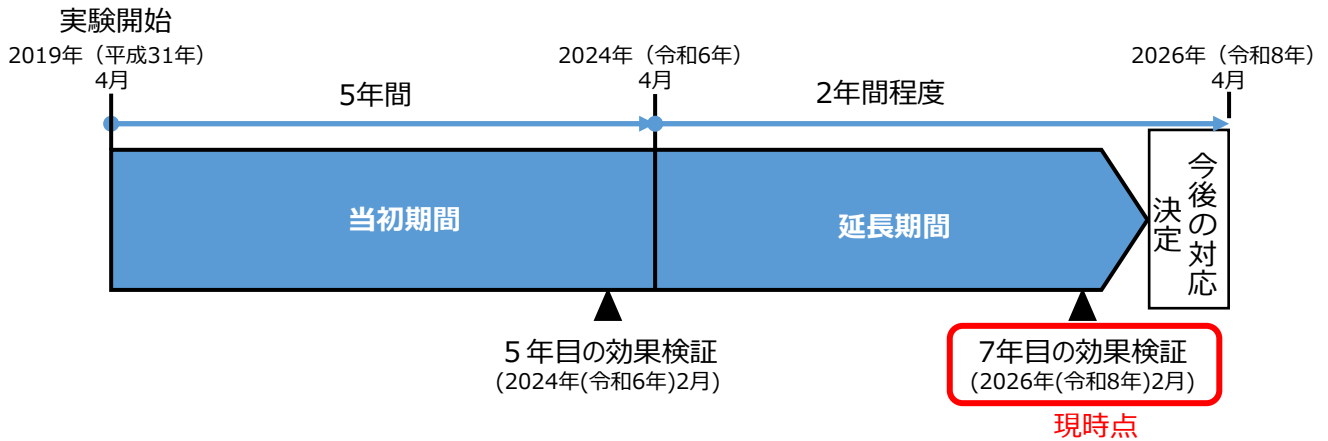 実験開始
2019年（平成31年）
4月
2024年（令和6年）
4月
2026年（令和8年）
4月
5年間
2年間程度
当初期間
延長期間
今後の対応
決定
５年目の効果検証
(2024年(令和6年)2月)
7年目の効果検証
(2026年(令和8年)2月)
現時点